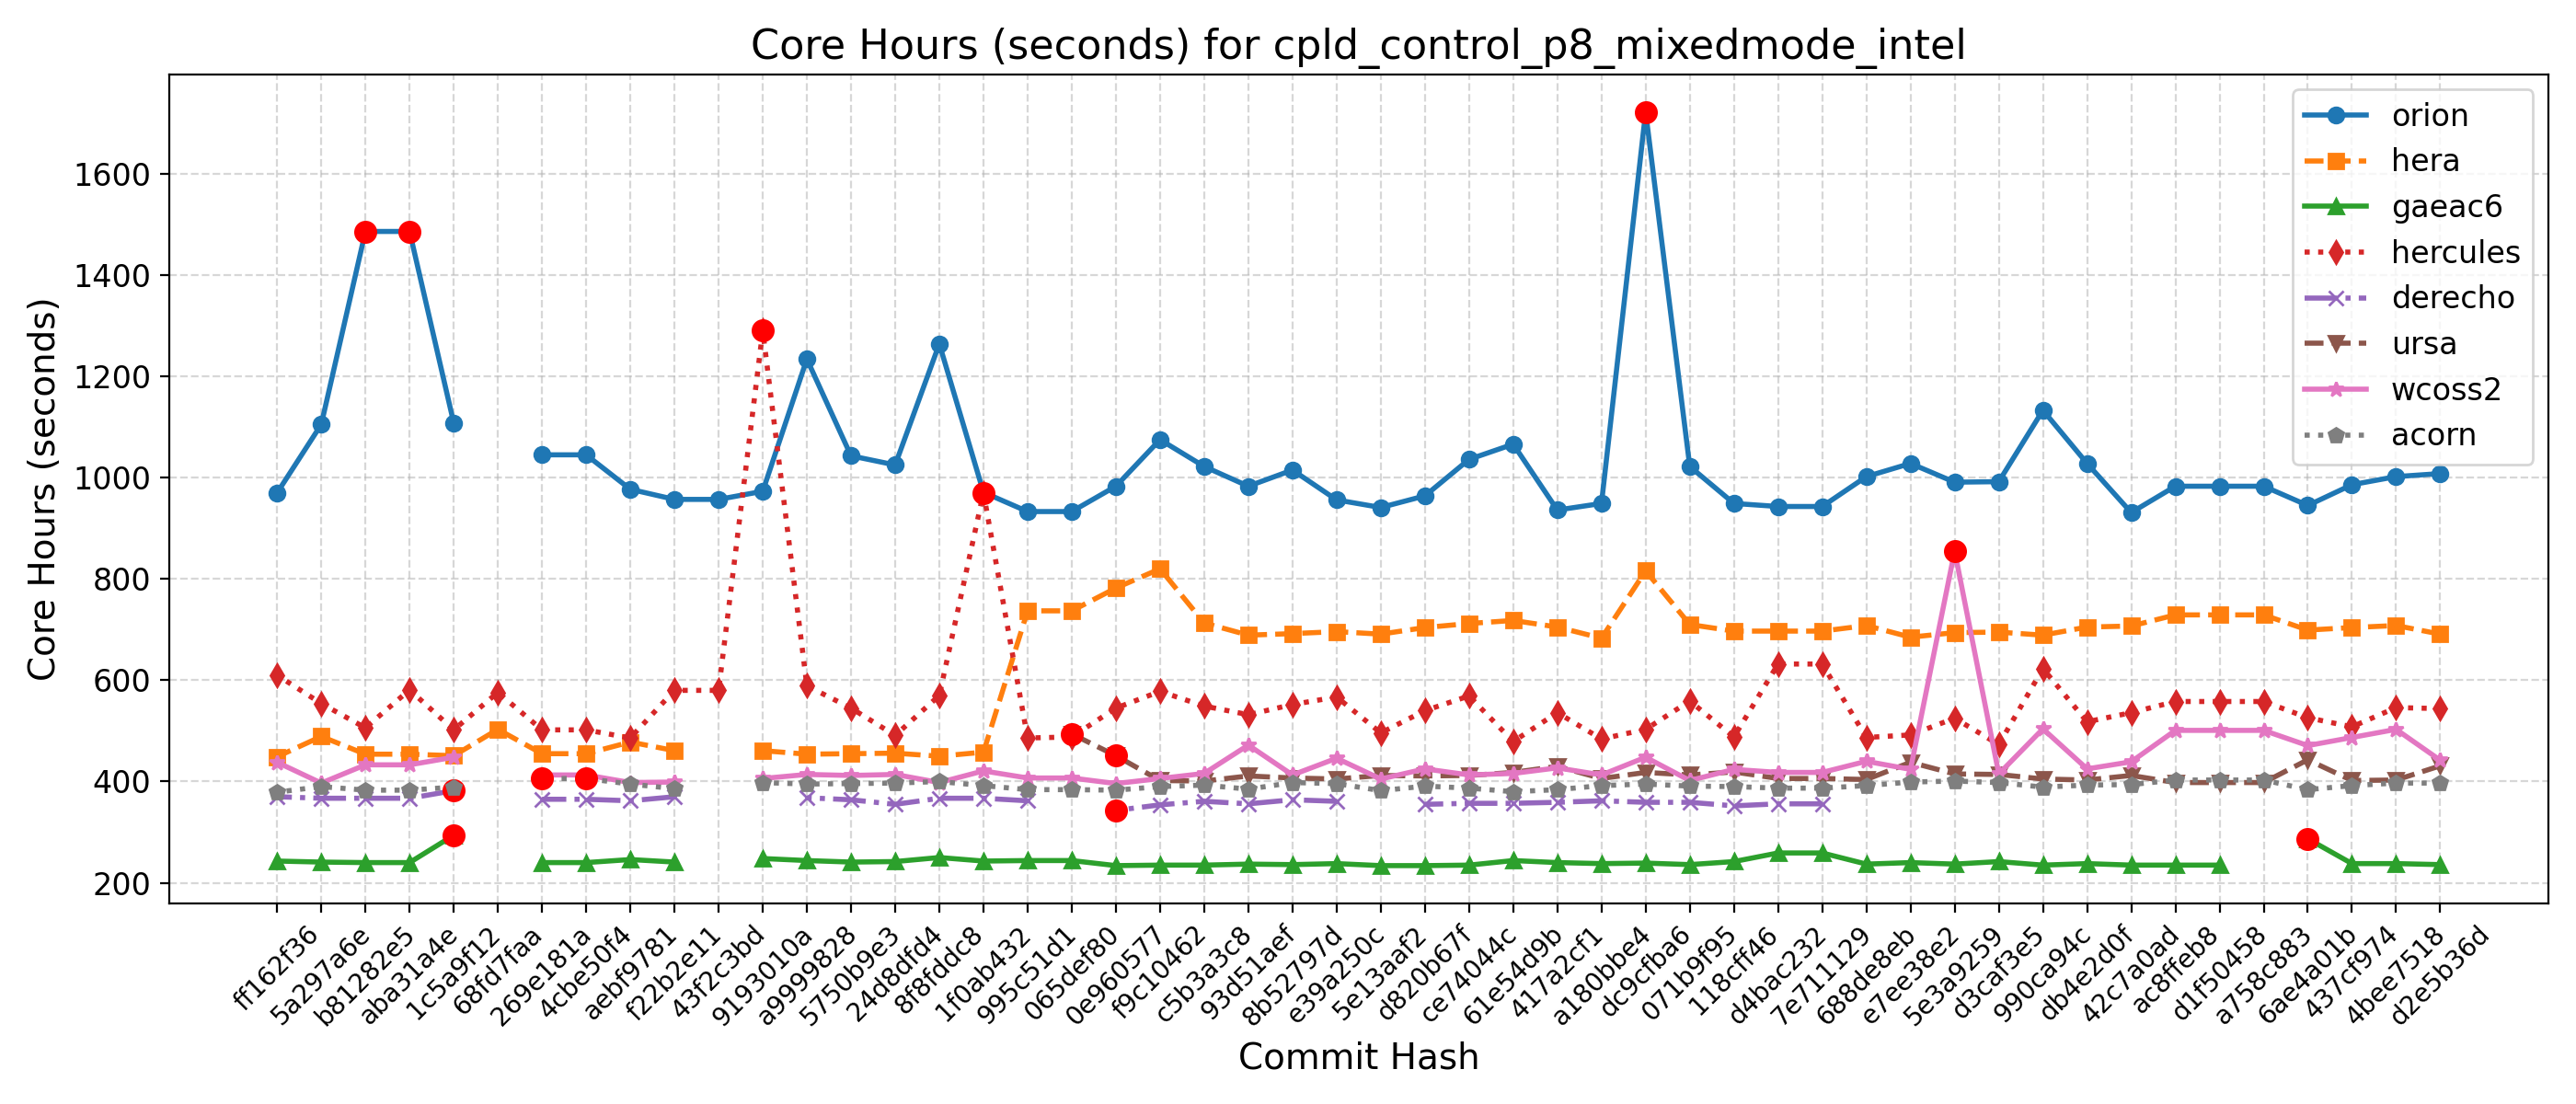 Core Hours (seconds) for cpld_control_p8_mixedmode_intel
Core Hours (seconds)
1600
1400
1200
1000
800
600
400
200
orion
hera
gaeac6
hercules
derecho
ursa
wcoss2
acorn
ff162f36
5a297a6e
b81282e5
aba31a4e
1c5a9f12
68fd7faa
269e181a
4cbe50f4
aebf9781
f22b2e11
43f2c3bd
9193010a
a9999828
5750b9e3
24d8dfd4
8f8fddc8
1f0ab432
995c51d1
065def80
0e960577
f9c10462
c5b3a3c8
93d51aef
8b52797d
e39a250c
5e13aaf2
d820b67f
ce74044c
61e54d9b
417a2cf1
a180bbe4
dc9cfba6
071b9f95
118cff46
d4bac232
7e711129
688de8eb
e7ee38e2
5e3a9259
d3caf3e5
990ca94c
db4e2d0f
42c7a0ad
ac8ffeb8
d1f50458
a758c883
6ae4a01b
437cf974
4bee7518
d2e5b36d
Commit Hash